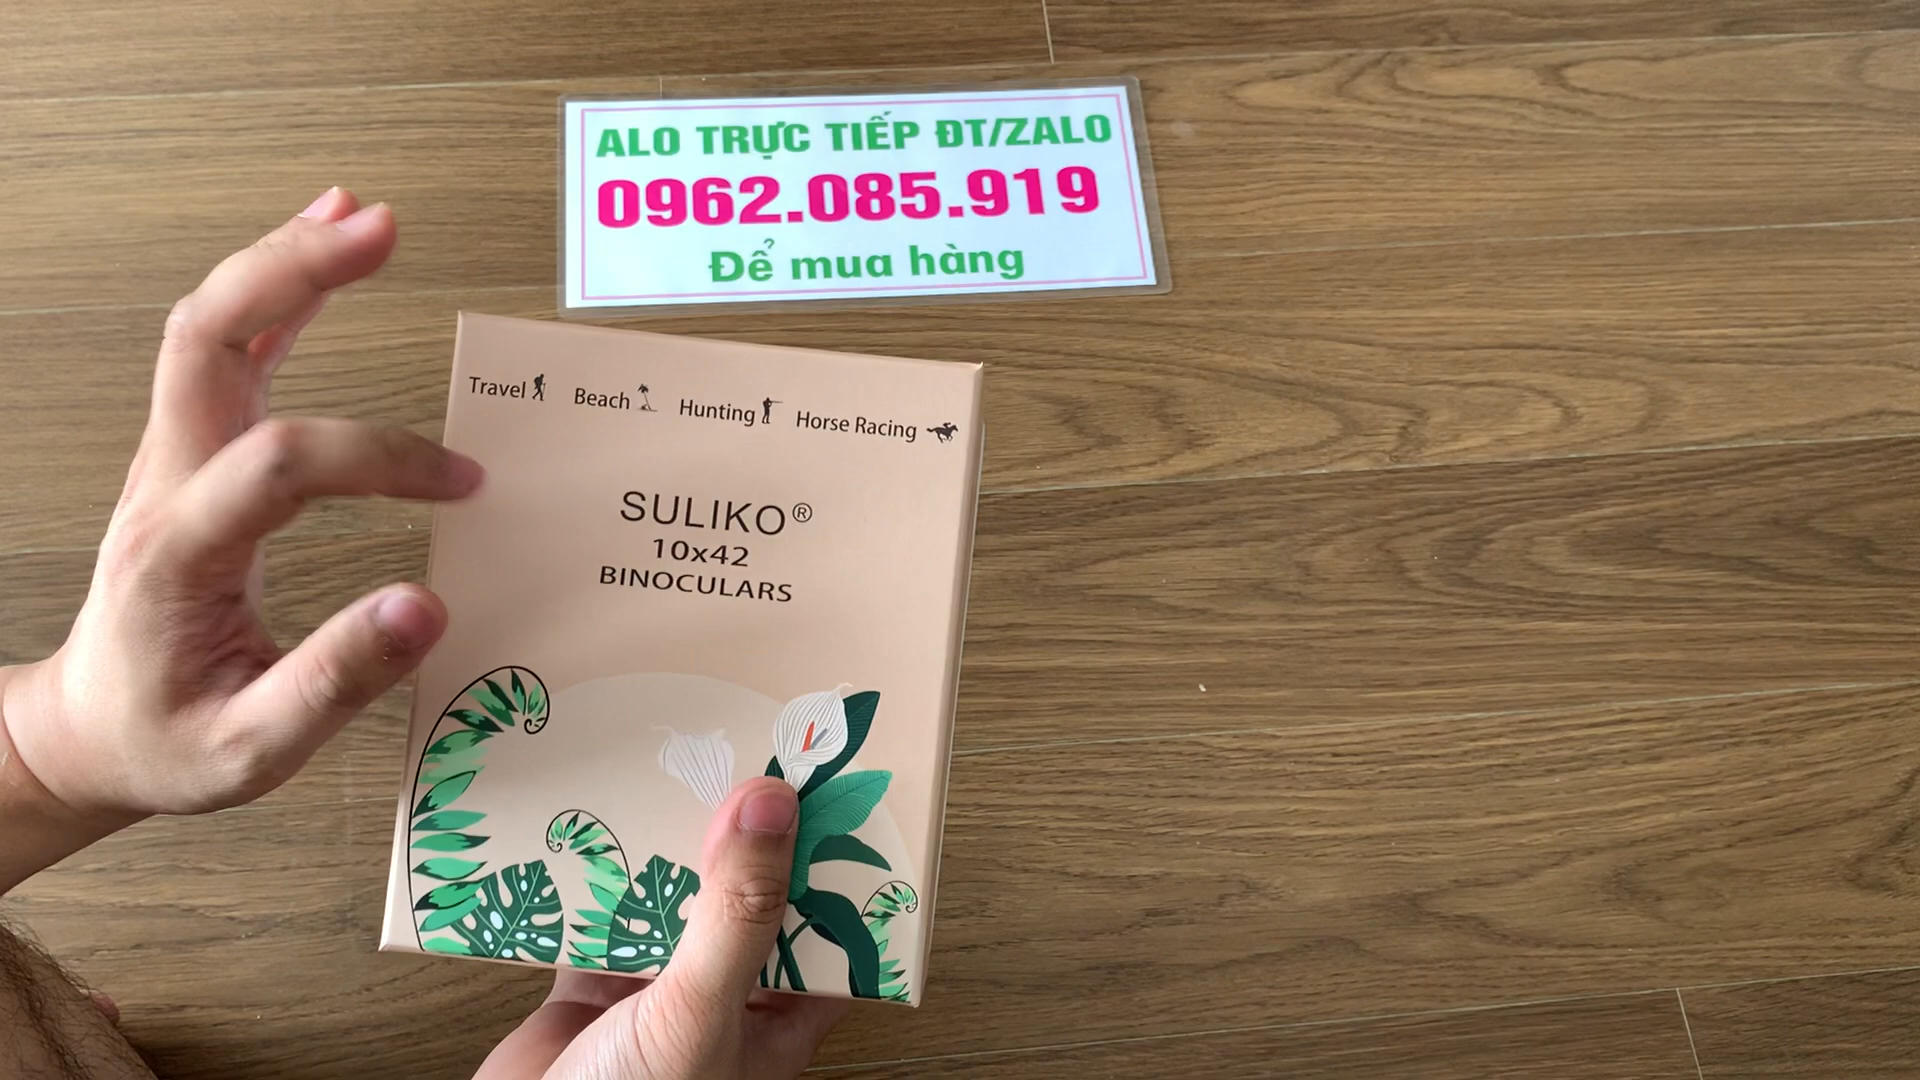 ALO TRỰC TIẾP ĐT/ZALO
0962.085.919
Để mua hàng
Travel Beach Hunting Horse Racing
SULIKO®
10x42
BINOCULARS